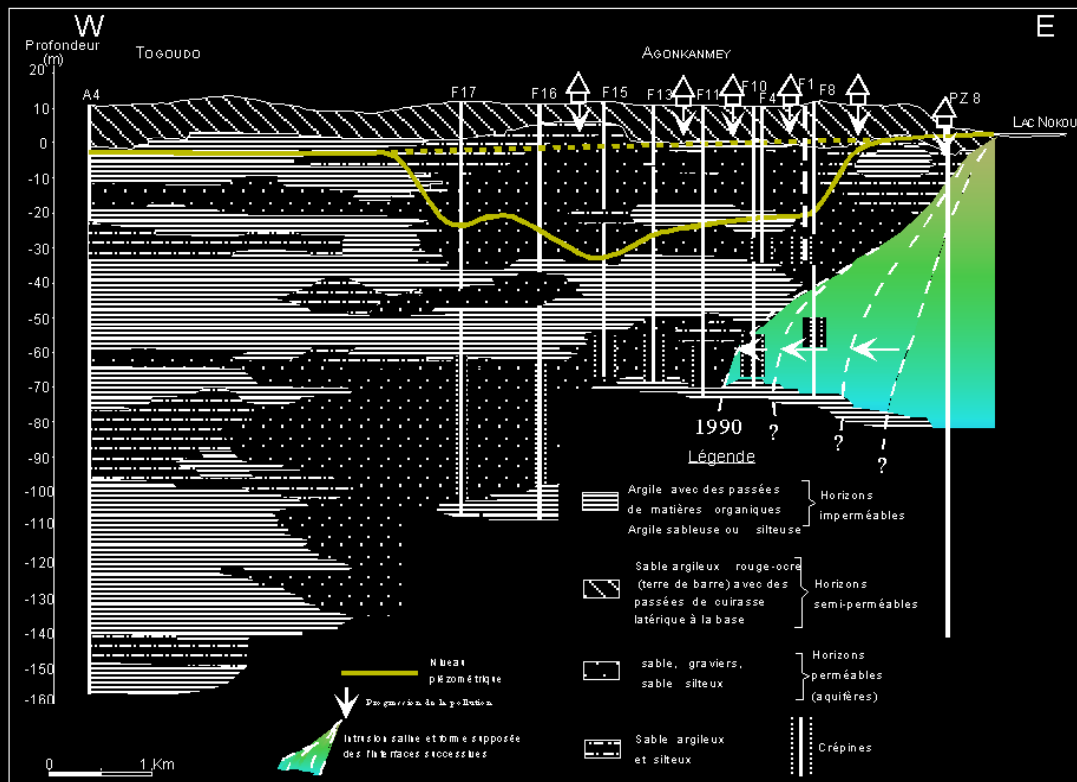 W
E
Profondeur
(m)
TOGOUDO
AGONKANMEY
20
10
0
-10
-20
-30
-40
-50
-60
-70
-80
-90
-100
-110
-120
-130
-140
-150
-160
A4
F17
F16
F15
F13
F11
F10
F4
F1
F8
PZ 8
LAC NOKOU
1990
?
?
?
Légende
Argile avec des passées
de matières organiques
Argile sableuse ou silteuse
Horizons
imperméables
Sable argileux rouge-ocre
(terre de barre) avec des
passées de cuirasse
latérique à la base
Horizons
semi-perméables
sable, graviers,
sable silteux
Horizons
perméables
(aquifères)
Sable argileux
et silteux
Crépines
Niveau
piézométrique
Progression de la pollution
Intrusion saline et forme supposée
des l'interfaces successives
0 1 Km